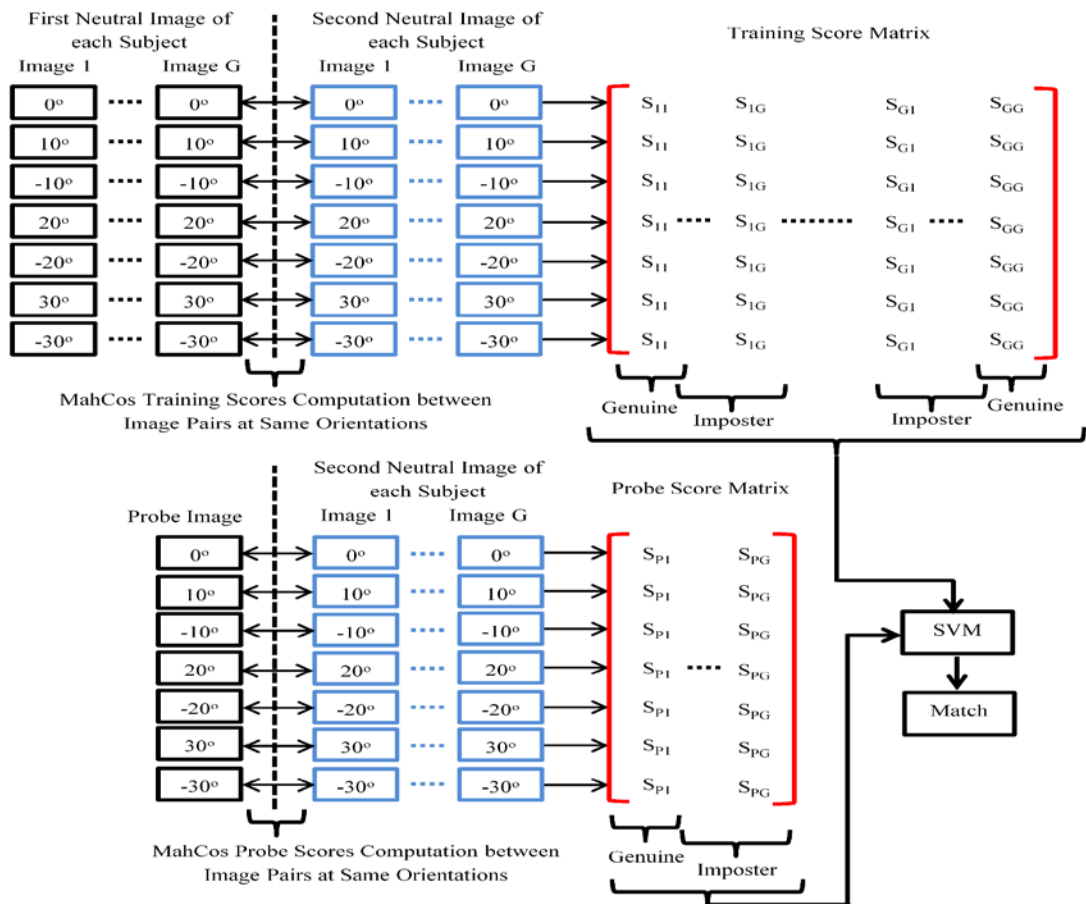 First Neutral Image of
each Subject
Second Neutral Image of
each Subject
Training Score Matrix
Image 1 Image G Image 1 Image G
0º 0º 0º 0º S11 S1G SG1 SGG
10º 10º 10º 10º S11 S1G SG1 SGG
-10º -10º -10º -10º S11 S1G SG1 SGG
20º 20º 20º 20º S11 S1G SG1 SGG
-20º -20º -20º -20º S11 S1G SG1 SGG
30º 30º 30º 30º S11 S1G SG1 SGG
-30º -30º -30º -30º S11 S1G SG1 SGG
MahCos Training Scores Computation between
Image Pairs at Same Orientations
Genuine
Imposter
Imposter
Genuine
Second Neutral Image of
each Subject
Probe Score Matrix
Probe Image Image 1 Image G
0º 0º 0º SP1 SPG
10º 10º 10º SP1 SPG
-10º -10º -10º SP1 SPG
20º 20º 20º SP1 SPG
-20º -20º -20º SP1 SPG
30º 30º 30º SP1 SPG
-30º -30º -30º SP1 SPG
SVM
Match
MahCos Probe Scores Computation between
Image Pairs at Same Orientations
Genuine
Imposter